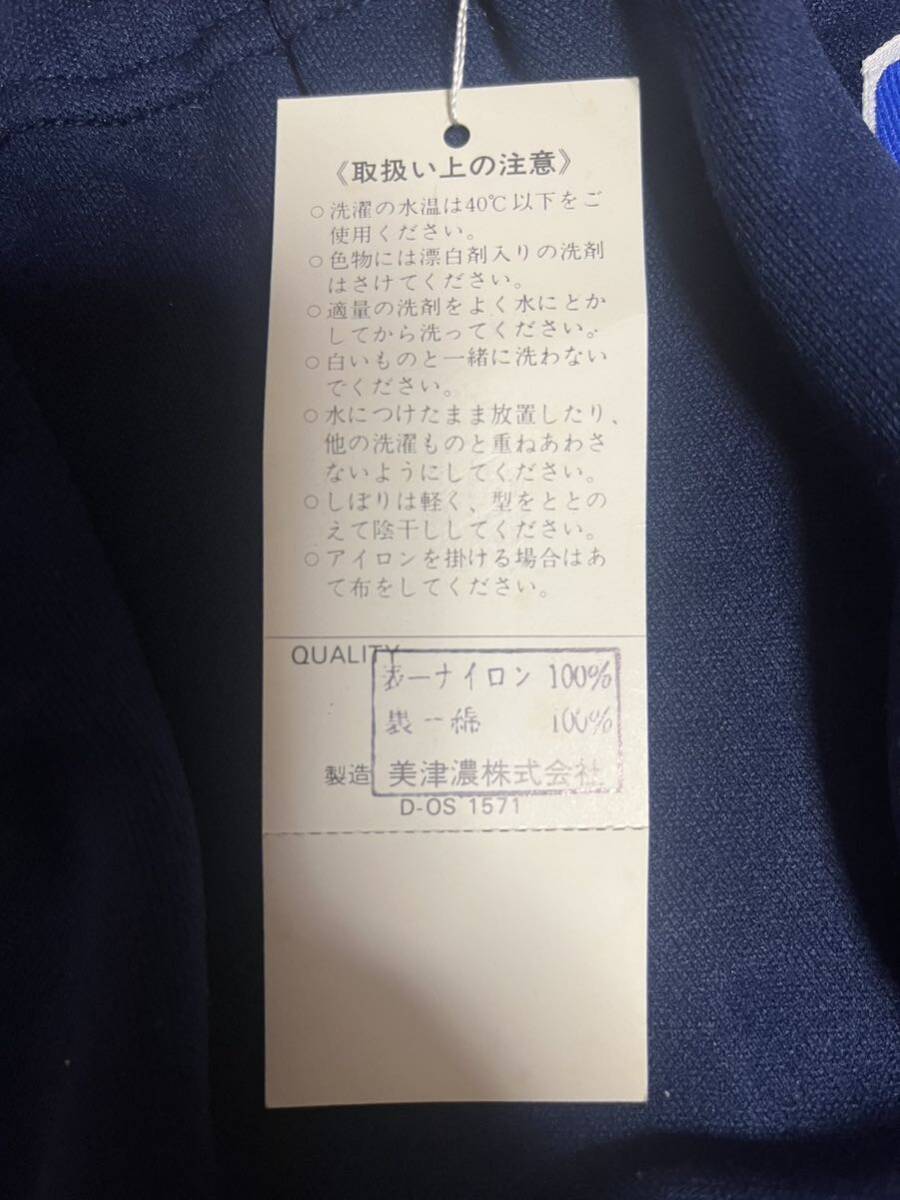 《取扱い上の注意》
○洗濯の水温は40℃以下をご
使用ください。
○色物には漂白剤入りの洗剤
はさけてください。
○適量の洗剤をよく水にとか
してから洗ってください。
○白いものと一緒に洗わない
でください。
○水につけたまま放置したり、
他の洗濯ものと重ねあわさ
ないようにしてください。
○しぼりは軽く、型をととの
えて陰干ししてください。
○アイロンを掛ける場合はあ
て布をしてください。
QUALITY
表—ナイロン 100%
裏—綿 100%
製造 美津濃株式会社
D-OS 1571